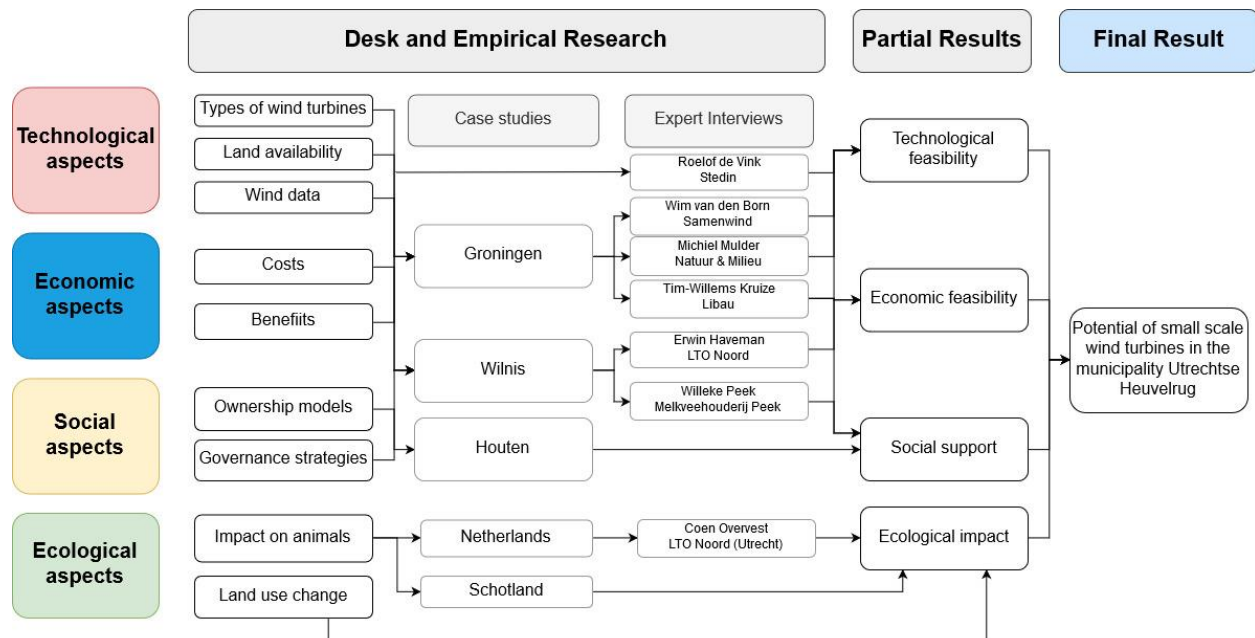 Desk and Empirical Research
Partial Results
Final Result
Technological
aspects
Types of wind turbines
Land availability
Wind data
Case studies
Expert Interviews
Roelof de Vink
Stedin
Technological
feasibility
Economic
aspects
Costs
Benefiits
Groningen
Wim van den Born
Samenwind
Michiel Mulder
Natuur & Milieu
Tim-Willems Kruize
Libau
Economic feasibility
Wilnis
Erwin Haveman
LTO Noord
Willeke Peek
Melkveehouderij Peek
Potential of small scale
wind turbines in the
municipality Utrechtse
Heuvelrug
Social
aspects
Ownership models
Governance strategies
Houten
Social support
Ecological
aspects
Impact on animals
Land use change
Netherlands
Coen Overvest
LTO Noord (Utrecht)
Ecological impact
Schotland